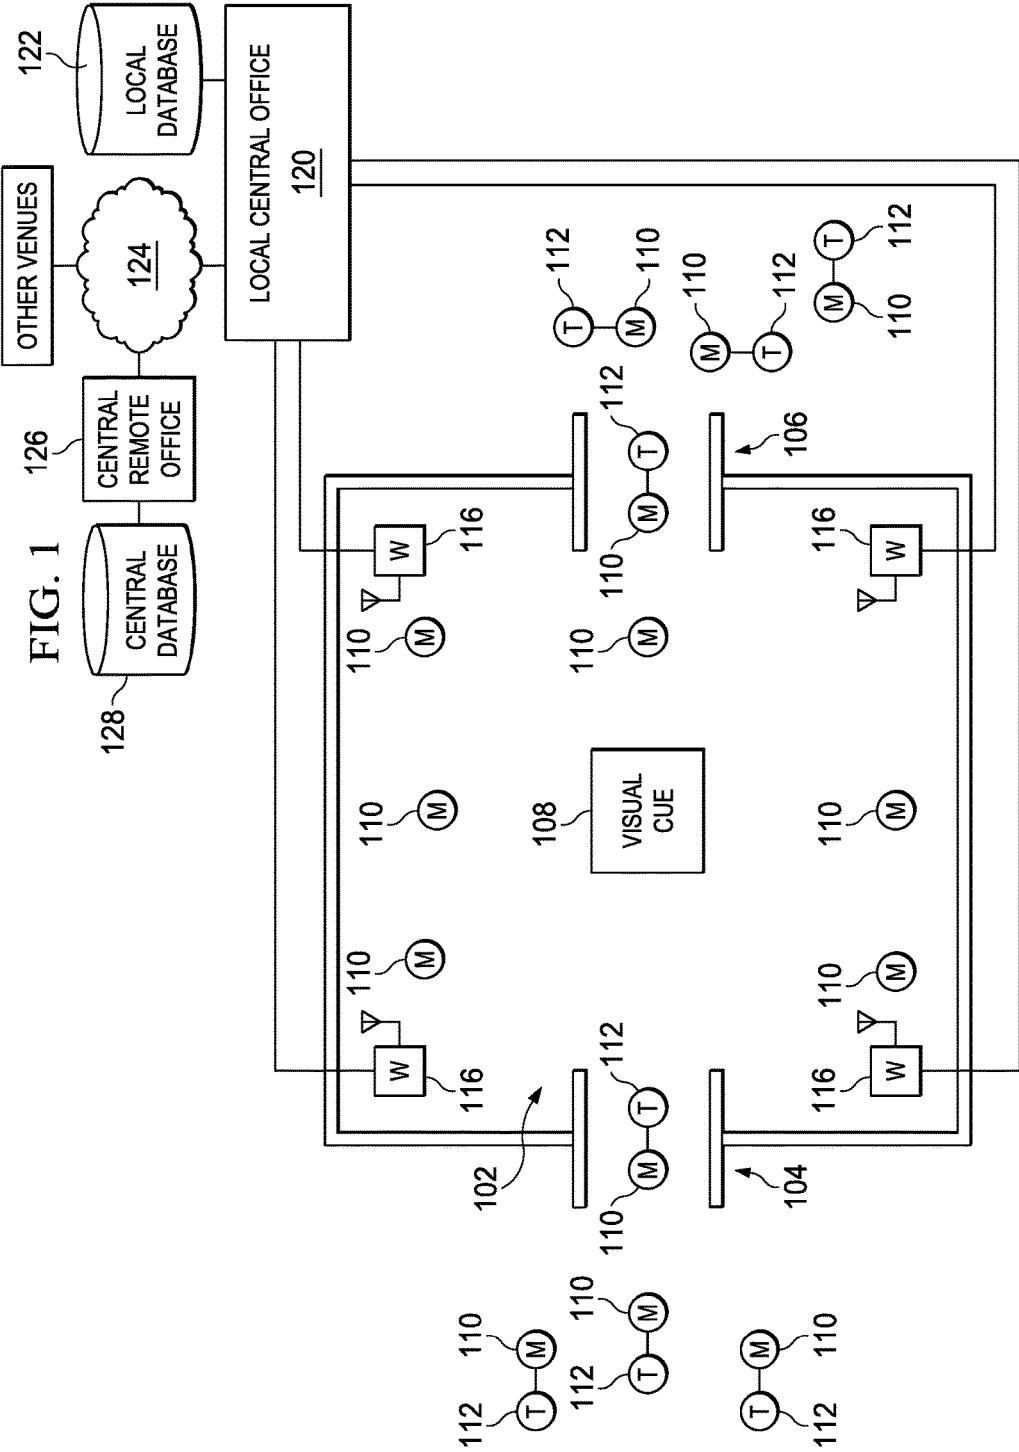 FIG. 1
OTHER VENUES
122
126
128
CENTRAL
DATABASE
CENTRAL
REMOTE
OFFICE
124
LOCAL
DATABASE
LOCAL CENTRAL OFFICE
120
110
110
110
W
M
M
M
W
116
116
112
110
102
T
M
108
112
112
110
110
T
110
112
110
112
T
M
M
T
VISUAL
CUE
M
M
T
M
110
110
M
T
112
T
M
104
106
112
110
116
110
110
116
M
T
W
M
M
W
110
112